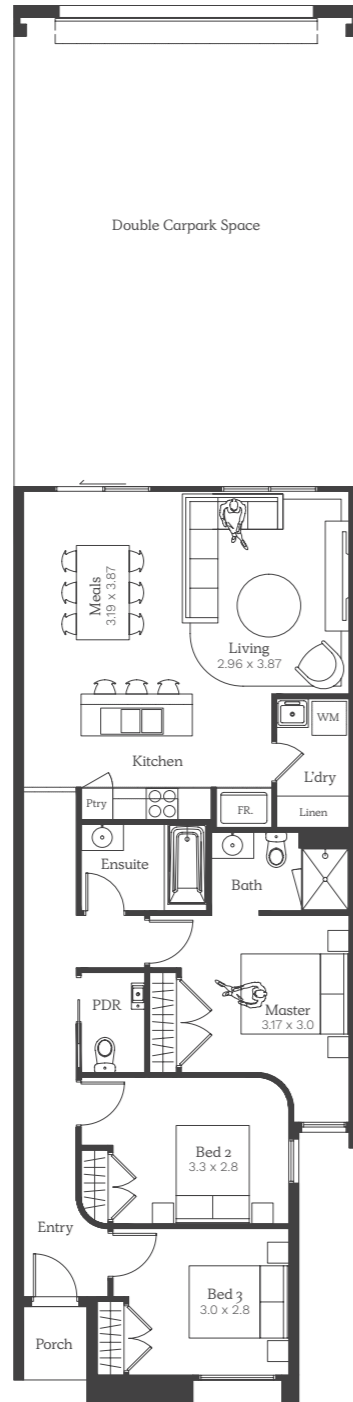 Double Carpark Space
Meals
3.19 x 3.87
Living
2.96 x 3.87
WM
Kitchen
L'dry
Ptry
FR.
Linen
Ensuite
Bath
PDR
Master
3.17 x 3.0
Bed 2
3.3 x 2.8
Entry
Bed 3
3.0 x 2.8
Porch